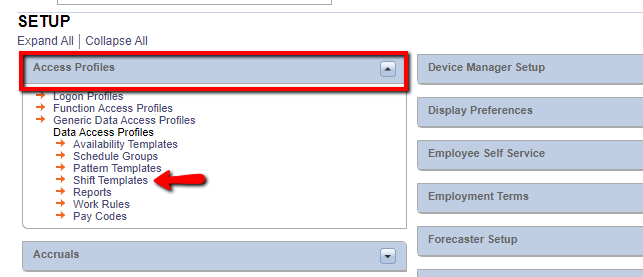 SETUP
Expand All | Collapse All
Access Profiles
Logon Profiles
Function Access Profiles
Generic Data Access Profiles
Data Access Profiles
Availability Templates
Schedule Groups
Pattern Templates
Shift Templates
Reports
Work Rules
Pay Codes
Accruals
Device Manager Setup
Display Preferences
Employee Self Service
Employment Terms
Forecaster Setup